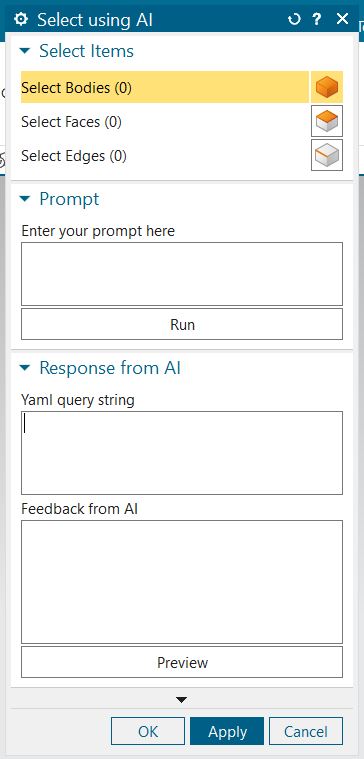 Select using AI
Select Items
Select Bodies (0)
Select Faces (0)
Select Edges (0)
Prompt
Enter your prompt here
Run
Response from AI
Yaml query string
Feedback from AI
Preview
OK Apply Cancel